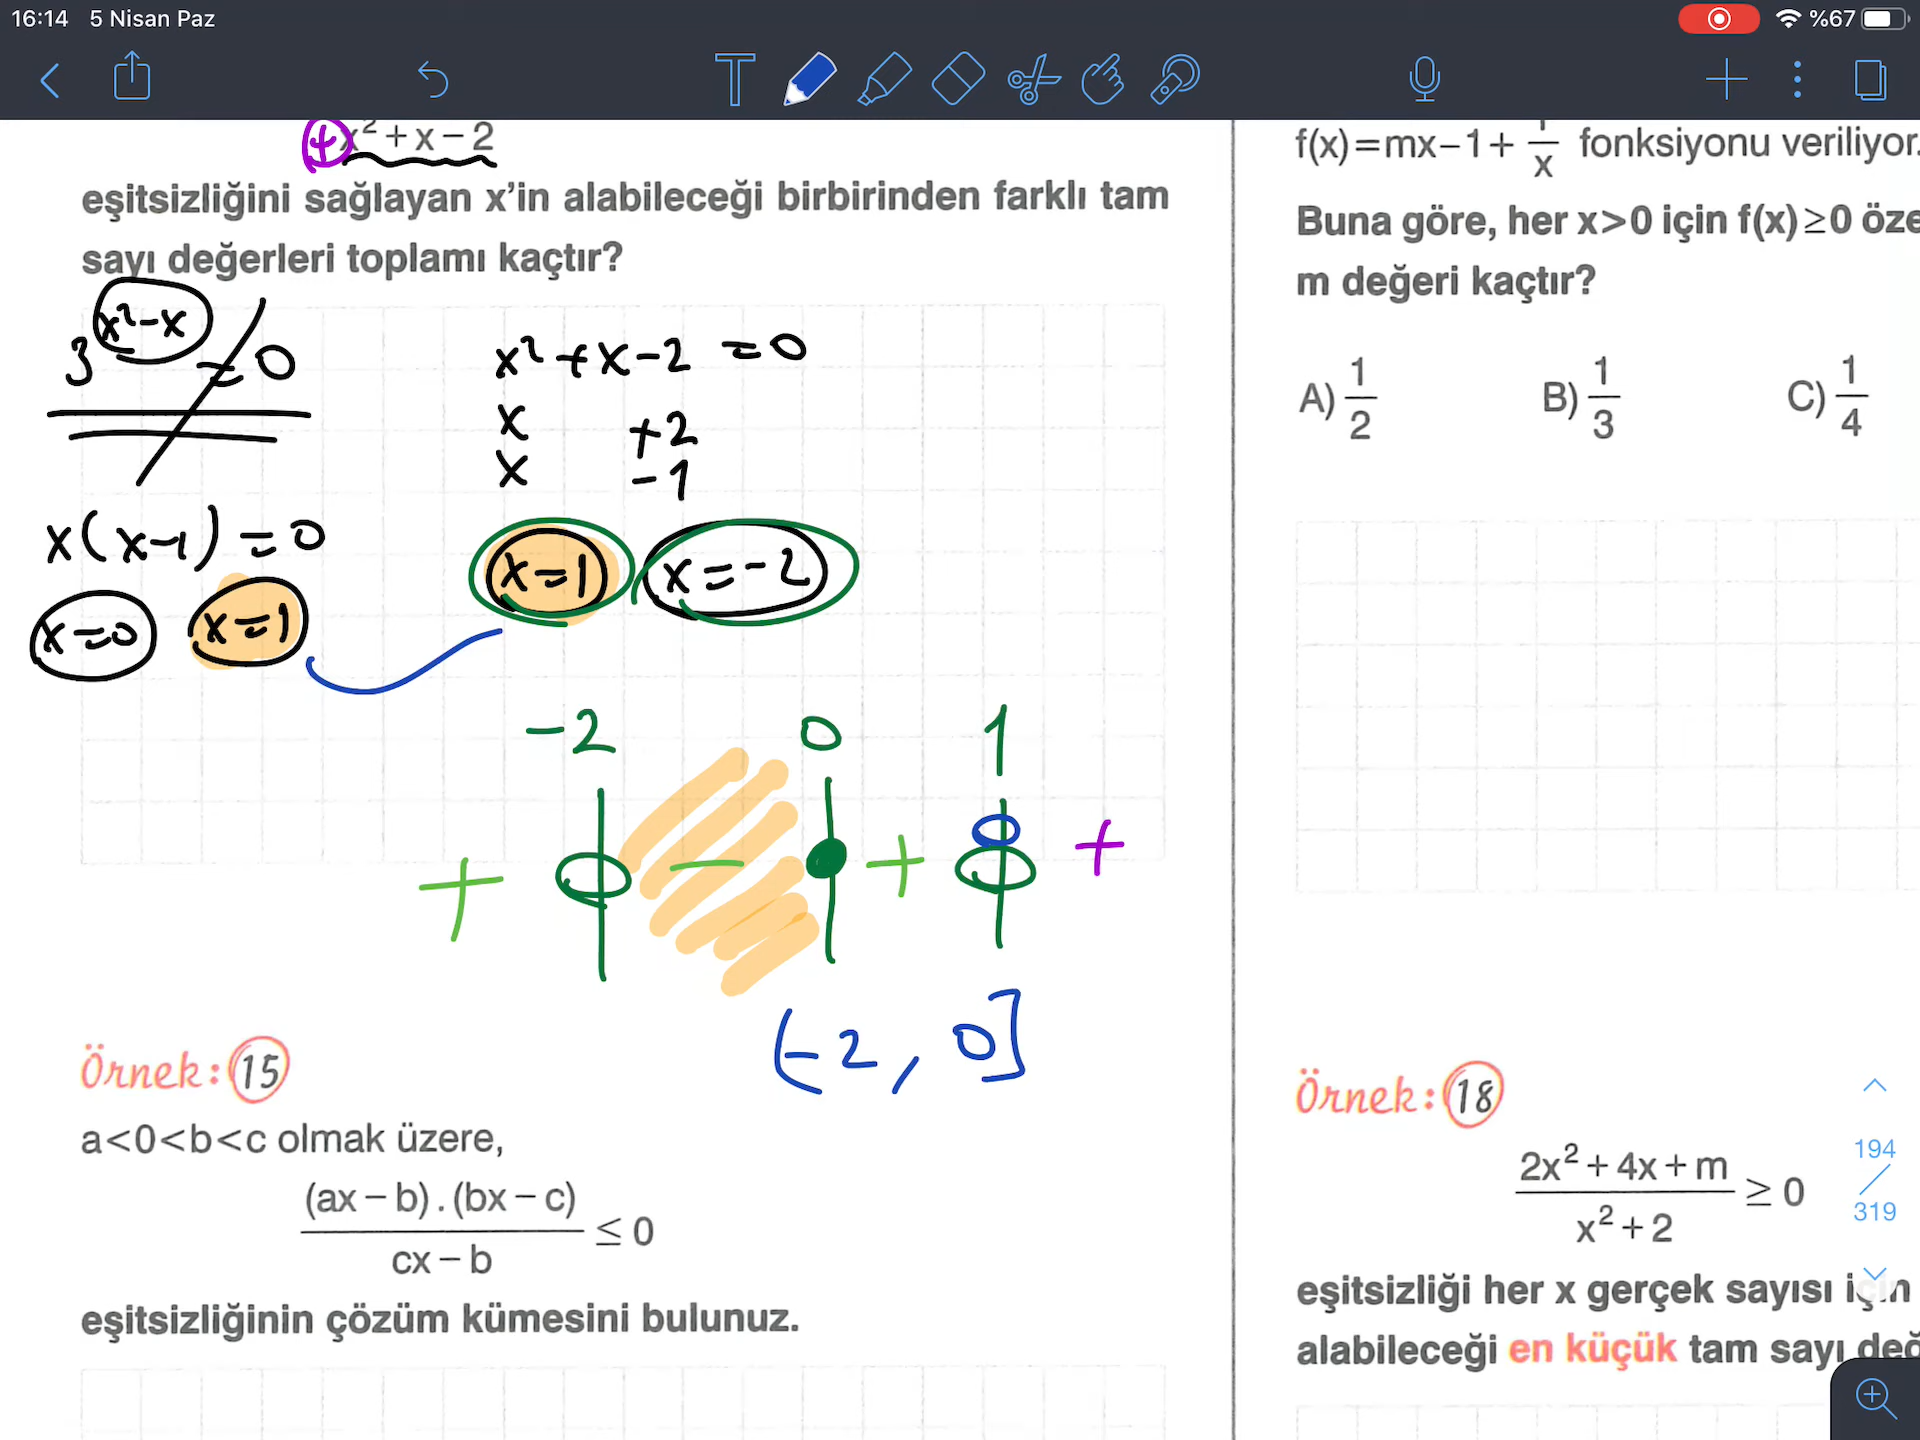 16:14 5 Nisan Paz %67
+ x² + x − 2
eşitsizliğini sağlayan x'in alabileceği birbirinden farklı tam
sayı değerleri toplamı kaçtır?
3^(x²−x) = 0
x² + x − 2 = 0
x +2
x −1
x(x−1) = 0
x=1 x=−2
x=0 x=1
−2 0 1
+ − + +
(−2, 0]
Örnek: 15
a<0<b<c olmak üzere,
(ax − b) . (bx − c)
≤ 0
cx − b
eşitsizliğinin çözüm kümesini bulunuz.
f(x)=mx−1+ 1/x fonksiyonu veriliyor.
Buna göre, her x>0 için f(x)≥0 öze
m değeri kaçtır?
A) 1/2 B) 1/3 C) 1/4
Örnek: 18
2x² + 4x + m
≥ 0
x² + 2
eşitsizliği her x gerçek sayısı için
alabileceği en küçük tam sayı değ
194
319